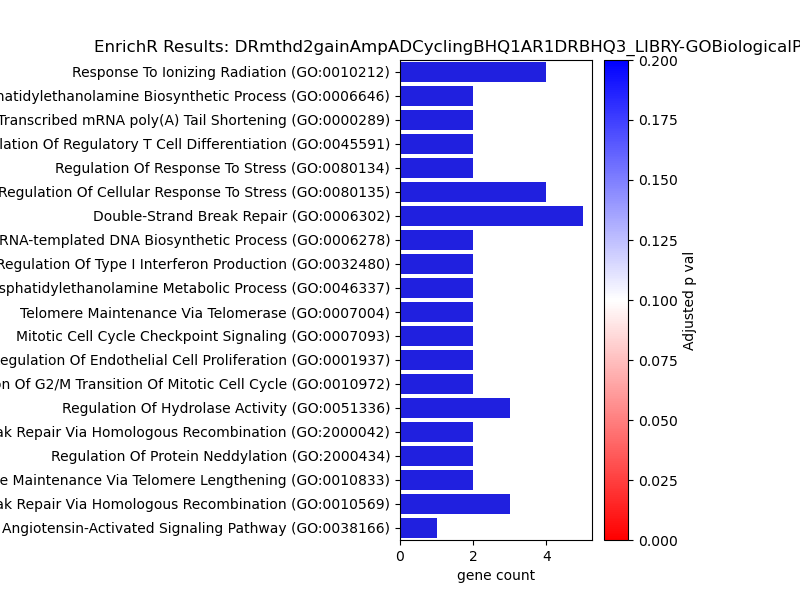 EnrichR Results: DRmthd2gainAmpADCyclingBHQ1AR1DRBHQ3_LIBRY-GOBiologicalP
Response To Ionizing Radiation (GO:0010212)
natidylethanolamine Biosynthetic Process (GO:0006646)
Transcribed mRNA poly(A) Tail Shortening (GO:0000289)
lation Of Regulatory T Cell Differentiation (GO:0045591)
Regulation Of Response To Stress (GO:0080134)
Regulation Of Cellular Response To Stress (GO:0080135)
Double-Strand Break Repair (GO:0006302)
RNA-templated DNA Biosynthetic Process (GO:0006278)
Regulation Of Type I Interferon Production (GO:0032480)
sphatidylethanolamine Metabolic Process (GO:0046337)
Telomere Maintenance Via Telomerase (GO:0007004)
Mitotic Cell Cycle Checkpoint Signaling (GO:0007093)
egulation Of Endothelial Cell Proliferation (GO:0001937)
on Of G2/M Transition Of Mitotic Cell Cycle (GO:0010972)
Regulation Of Hydrolase Activity (GO:0051336)
ak Repair Via Homologous Recombination (GO:2000042)
Regulation Of Protein Neddylation (GO:2000434)
e Maintenance Via Telomere Lengthening (GO:0010833)
ak Repair Via Homologous Recombination (GO:0010569)
Angiotensin-Activated Signaling Pathway (GO:0038166)
0 2 4
gene count
0.200
0.175
0.150
0.125
0.100
0.075
0.050
0.025
0.000
Adjusted p val